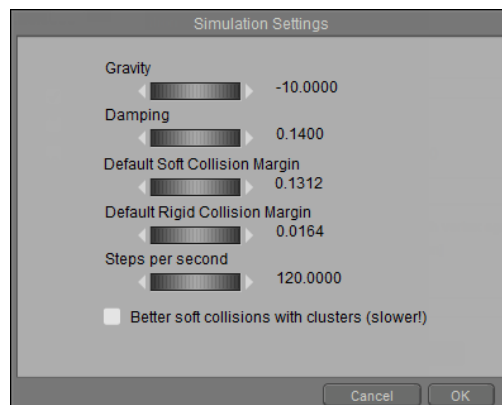 Simulation Settings
Gravity
-10.0000
Damping
0.1400
Default Soft Collision Margin
0.1312
Default Rigid Collision Margin
0.0164
Steps per second
120.0000
Better soft collisions with clusters (slower!)
Cancel
OK